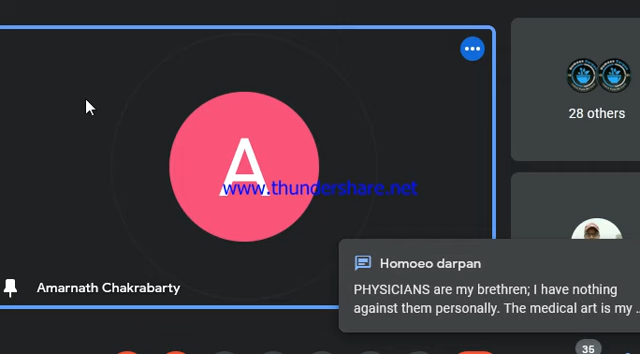 A
www.thundershare.net
28 others
Amarnath Chakrabarty
Homoeo darpan
PHYSICIANS are my brethren; I have nothing
against them personally. The medical art is my ..
35